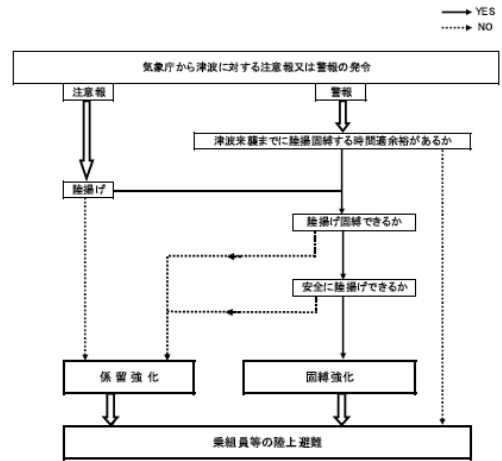 YES
NO
気象庁から津波に対する注意報又は警報の発令
注意報
警報
津波来襲までに陸揚固縛する時間適余裕があるか
陸揚げ
陸揚げ固縛できるか
安全に陸揚げできるか
係留強化
固縛強化
乗組員等の陸上避難